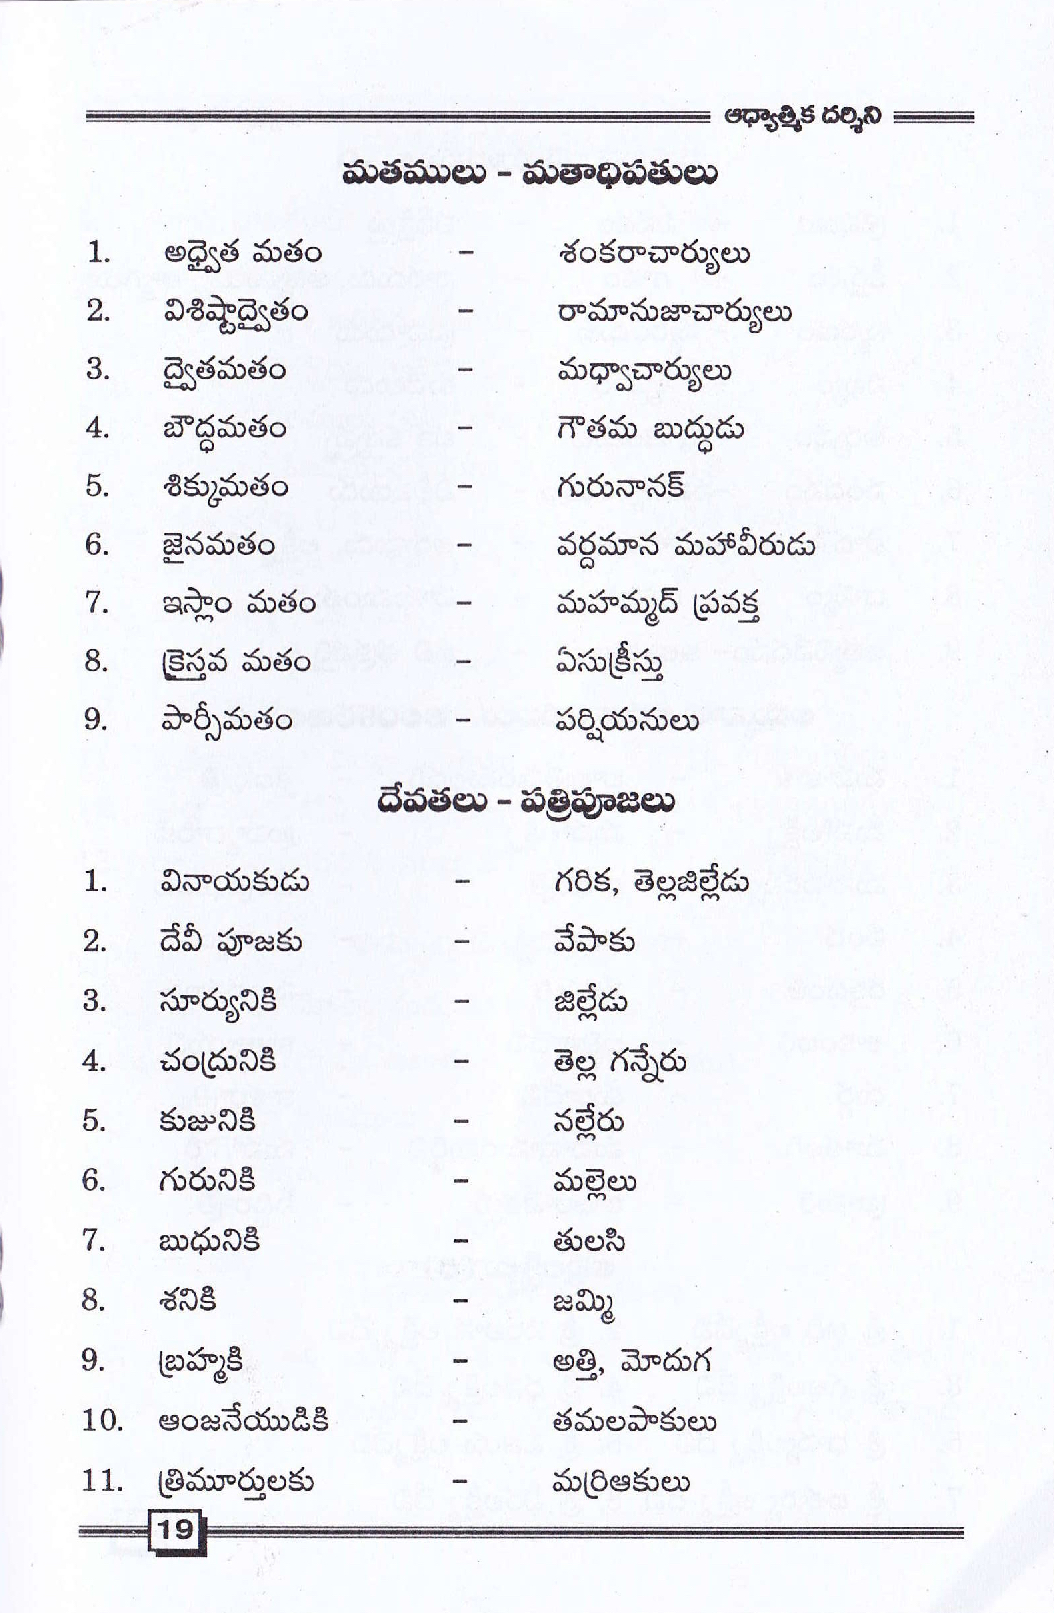 ఆధ్యాత్మిక దర్శిని
మతములు - మతాధిపతులు
1. అధ్వైత మతం - శంకరాచార్యులు
2. విశిష్టాద్వైతం - రామానుజాచార్యులు
3. ద్వైతమతం - మధ్వాచార్యులు
4. బౌద్ధమతం - గౌతమ బుద్ధుడు
5. శిక్కుమతం - గురునానక్
6. జైనమతం - వర్ధమాన మహావీరుడు
7. ఇస్లాం మతం - మహమ్మద్ ప్రవక్త
8. క్రైస్తవ మతం - ఏసుక్రీస్తు
9. పార్సీమతం - పర్షియనులు
దేవతలు - పత్రిపూజలు
1. వినాయకుడు - గరిక, తెల్లజిల్లేడు
2. దేవీ పూజకు - వేపాకు
3. సూర్యునికి - జిల్లేడు
4. చంద్రునికి - తెల్ల గన్నేరు
5. కుజునికి - నల్లేరు
6. గురునికి - మల్లెలు
7. బుధునికి - తులసి
8. శనికి - జమ్మి
9. బ్రహ్మకి - అత్తి, మోదుగ
10. ఆంజనేయుడికి - తమలపాకులు
11. త్రిమూర్తులకు - మర్రిఆకులు
19